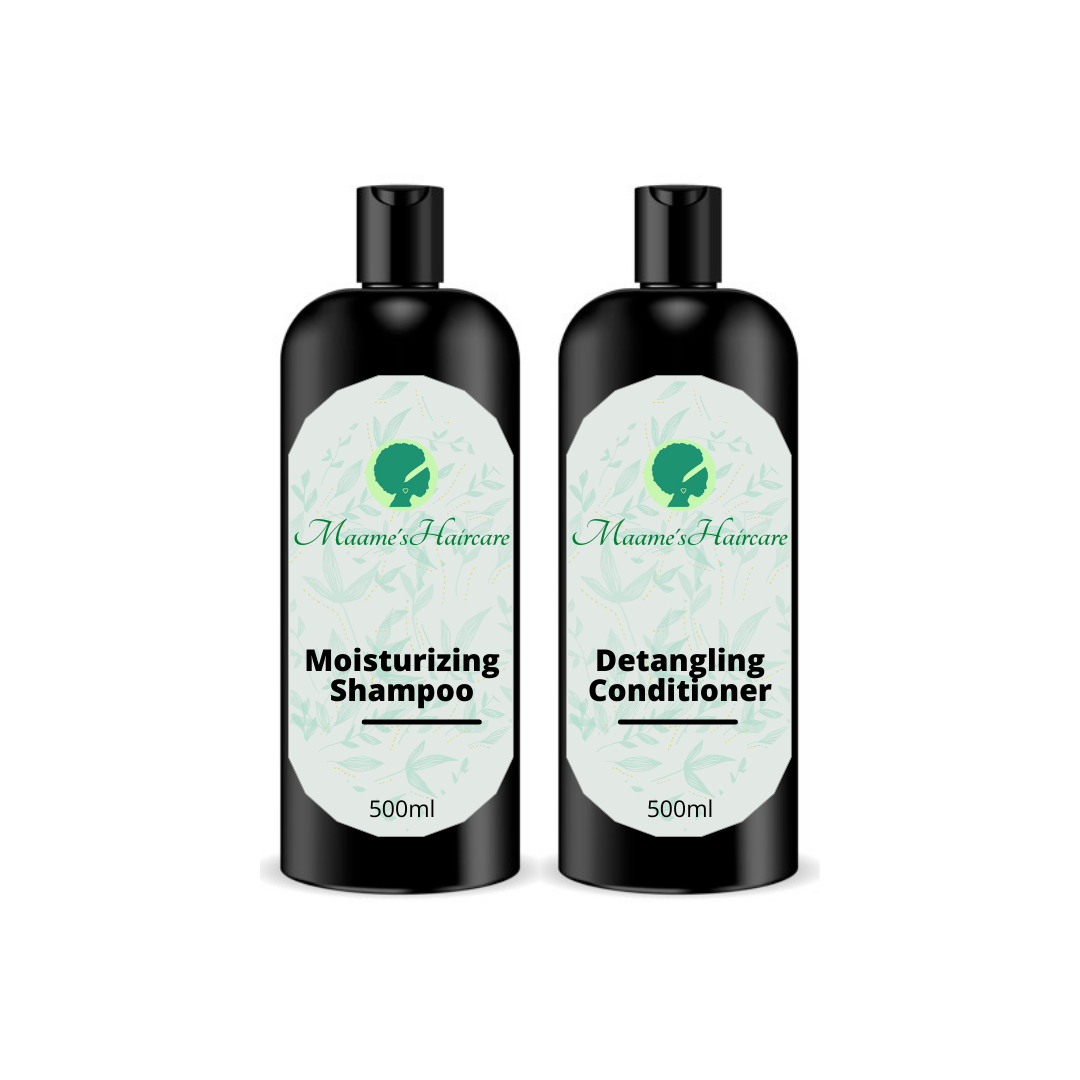 Maame'sHaircare
Moisturizing
Shampoo
500ml
Maame'sHaircare
Detangling
Conditioner
500ml